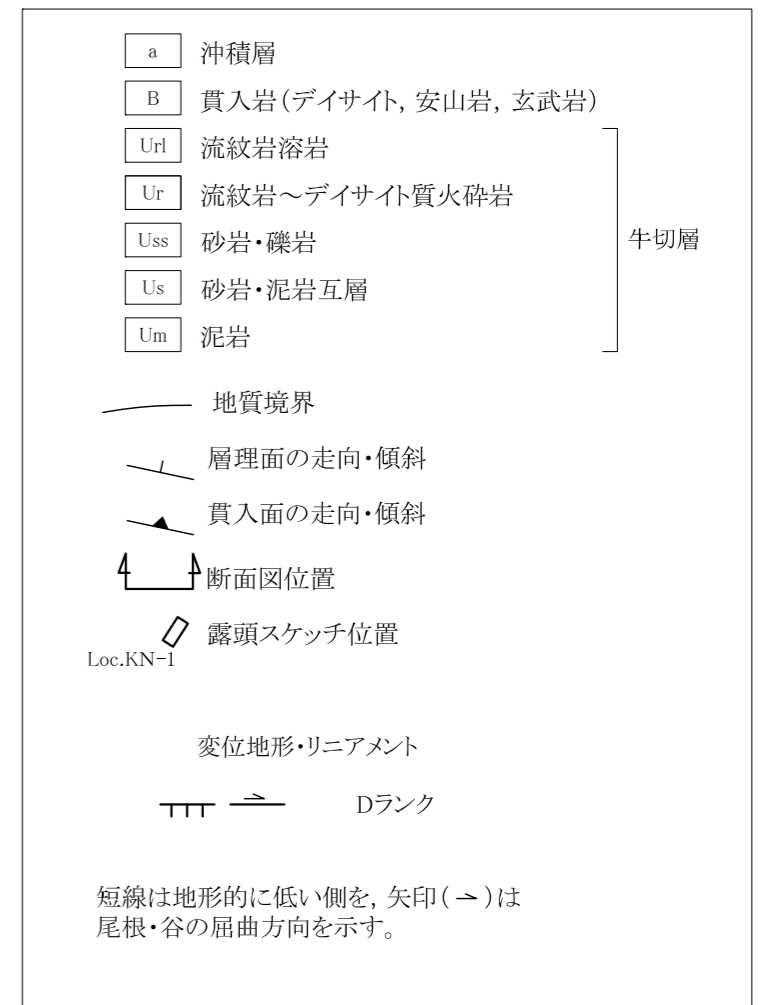 a 沖積層
B 貫入岩(デイサイト, 安山岩, 玄武岩)
Url 流紋岩溶岩
Ur 流紋岩~デイサイト質火砕岩
Uss 砂岩・礫岩 牛切層
Us 砂岩・泥岩互層
Um 泥岩
地質境界
層理面の走向・傾斜
貫入面の走向・傾斜
断面図位置
露頭スケッチ位置
Loc.KN-1
変位地形・リニアメント
Dランク
短線は地形的に低い側を, 矢印(⇀)は
尾根・谷の屈曲方向を示す。